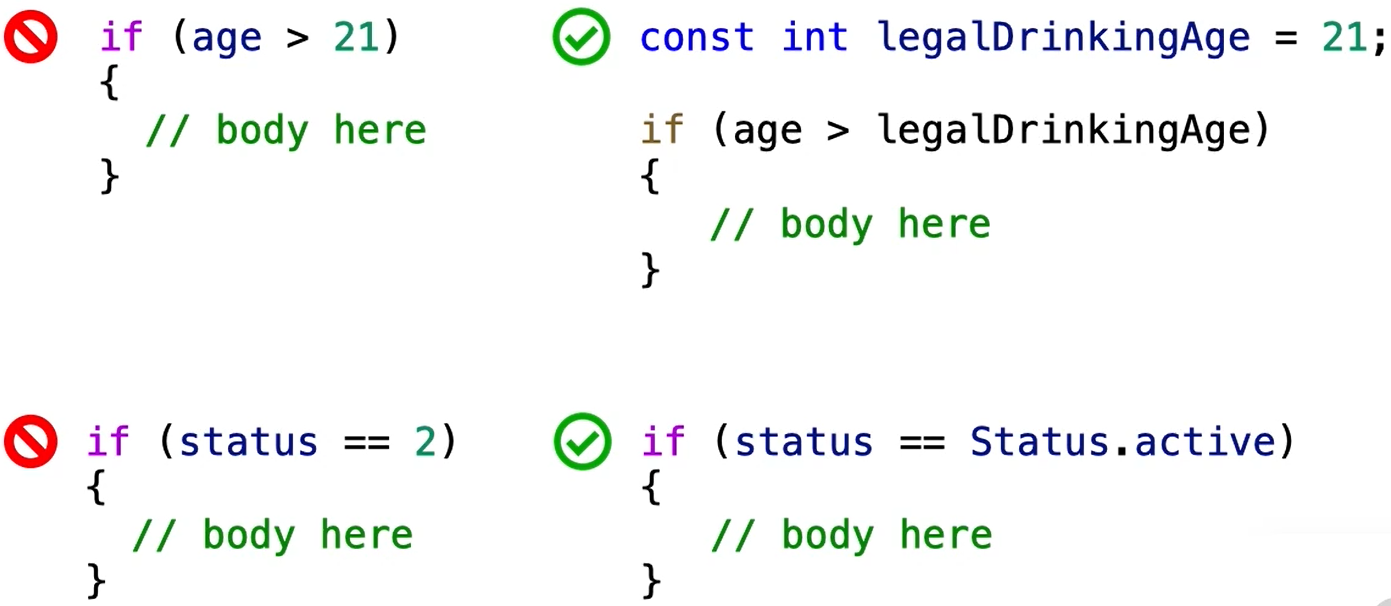 if (age > 21)
{
// body here
}
const int legalDrinkingAge = 21;
if (age > legalDrinkingAge)
{
// body here
}
if (status == 2)
{
// body here
}
if (status == Status.active)
{
// body here
}